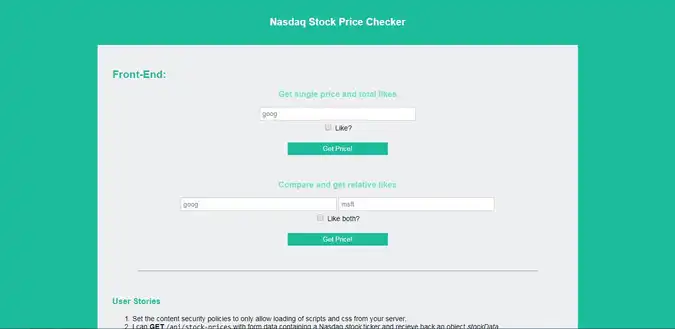 Nasdaq Stock Price Checker
Front-End:
Get single price and total likes
goog
Like?
Get Price!
Compare and get relative likes
goog msft
Like both?
Get Price!
User Stories
1. Set the content security policies to only allow loading of scripts and css from your server.
2. I can GET /api/stock-prices with form data containing a Nasdaq stock ticker and recieve back an object stockData.